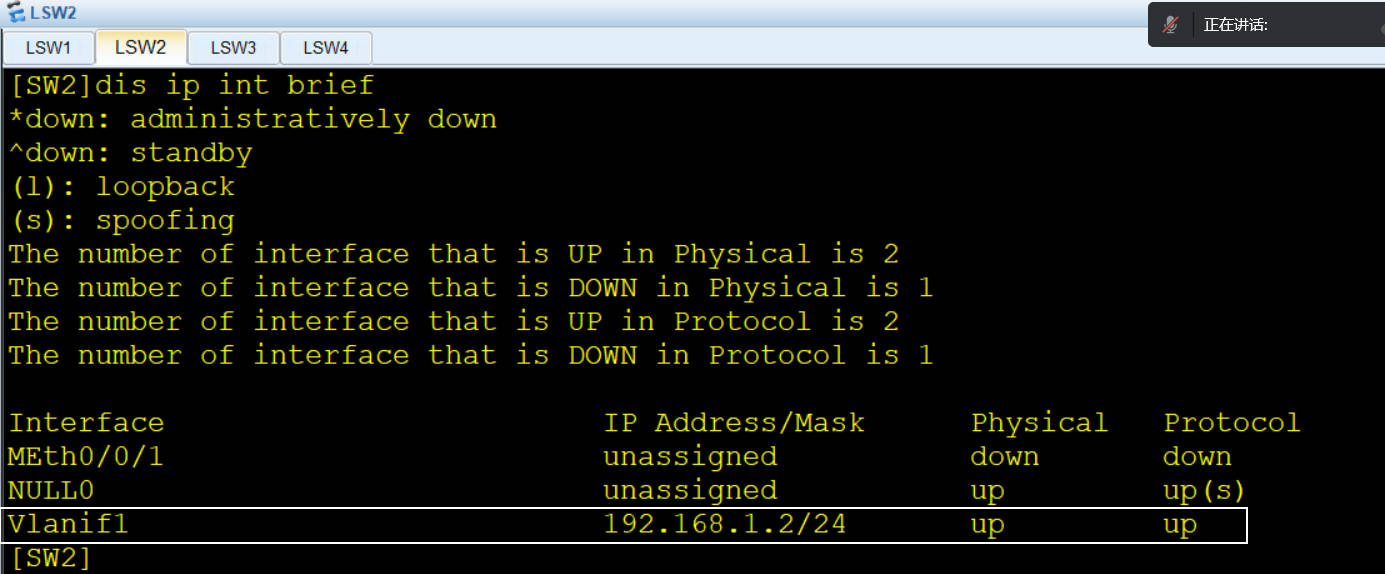 LSW2
正在讲话:
LSW1 LSW2 LSW3 LSW4
[SW2]dis ip int brief
*down: administratively down
^down: standby
(l): loopback
(s): spoofing
The number of interface that is UP in Physical is 2
The number of interface that is DOWN in Physical is 1
The number of interface that is UP in Protocol is 2
The number of interface that is DOWN in Protocol is 1
Interface IP Address/Mask Physical Protocol
MEth0/0/1 unassigned down down
NULL0 unassigned up up(s)
Vlanif1 192.168.1.2/24 up up
[SW2]